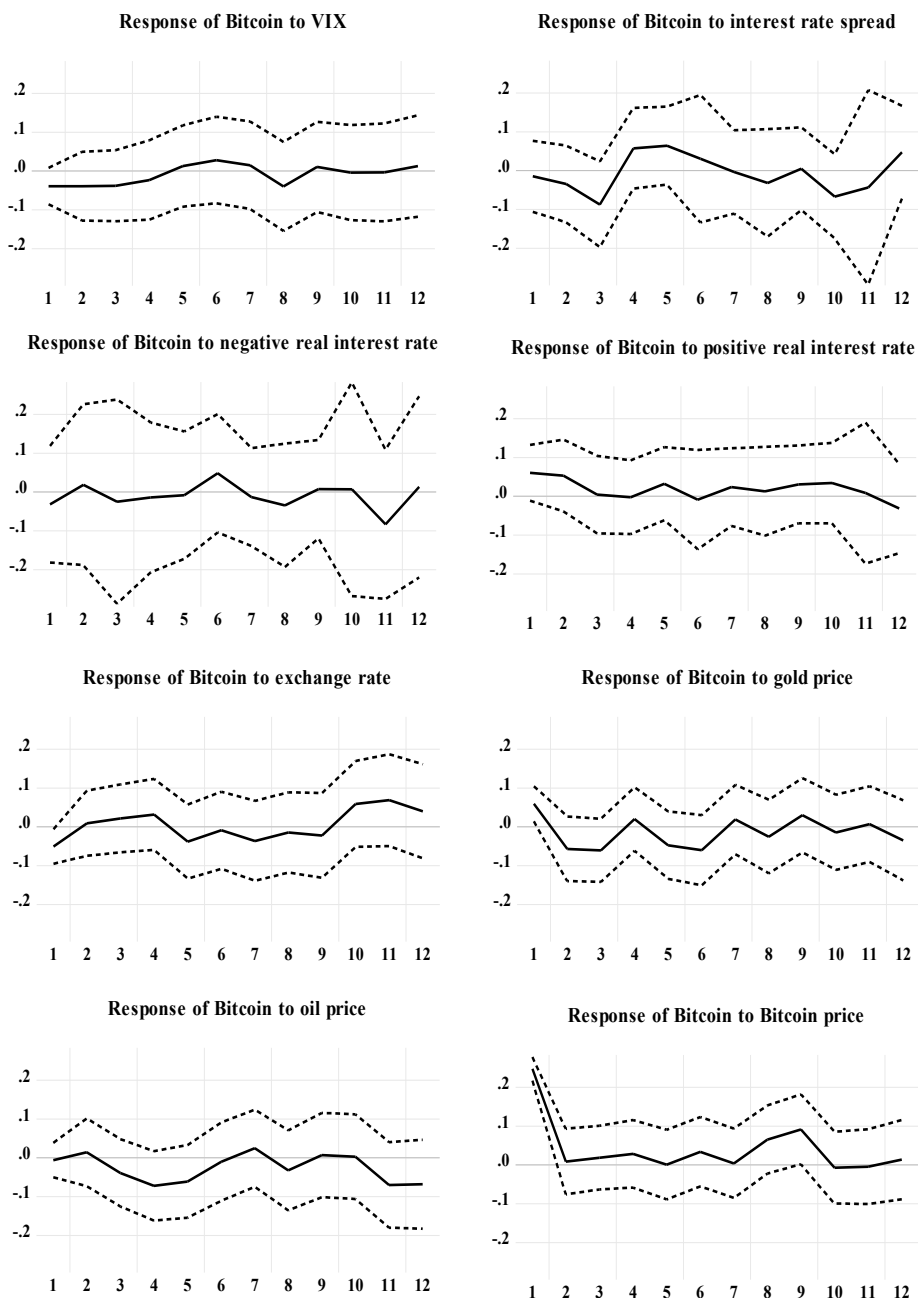 Response of Bitcoin to VIX
.2
.1
.0
-.1
-.2
1 2 3 4 5 6 7 8 9 10 11 12
Response of Bitcoin to interest rate spread
.2
.1
.0
-.1
-.2
1 2 3 4 5 6 7 8 9 10 11 12
Response of Bitcoin to negative real interest rate
.2
.1
.0
-.1
-.2
1 2 3 4 5 6 7 8 9 10 11 12
Response of Bitcoin to positive real interest rate
.2
.1
.0
-.1
-.2
1 2 3 4 5 6 7 8 9 10 11 12
Response of Bitcoin to exchange rate
.2
.1
.0
-.1
-.2
1 2 3 4 5 6 7 8 9 10 11 12
Response of Bitcoin to gold price
.2
.1
.0
-.1
-.2
1 2 3 4 5 6 7 8 9 10 11 12
Response of Bitcoin to oil price
.2
.1
.0
-.1
-.2
1 2 3 4 5 6 7 8 9 10 11 12
Response of Bitcoin to Bitcoin price
.2
.1
.0
-.1
-.2
1 2 3 4 5 6 7 8 9 10 11 12